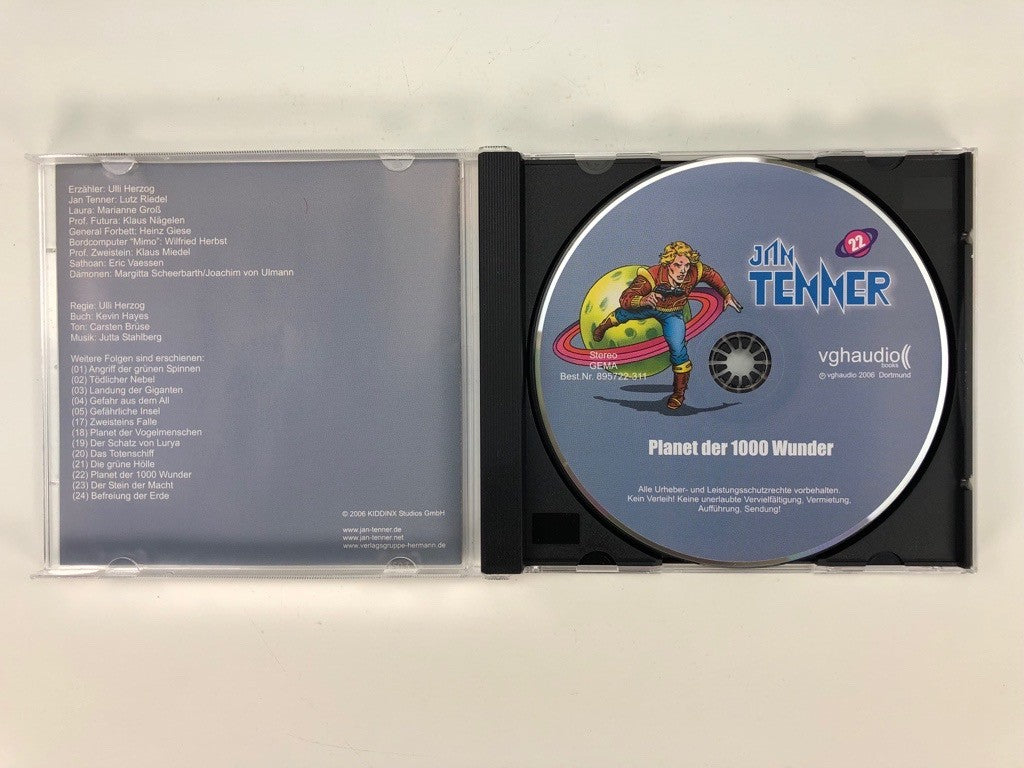 Erzähler: Ulli Herzog
Jan Tenner: Lutz Riedel
Laura: Marianne Groß
Prof. Futura: Klaus Nägelen
General Forbett: Heinz Giese
Bordcomputer "Mimo": Wilfried Herbst
Prof. Zweistein: Klaus Miedel
Sathoan: Eric Vaessen
Dämonen: Margitta Scheerbarth/Joachim von Ulmann
Regie: Ulli Herzog
Buch: Kevin Hayes
Ton: Carsten Brüse
Musik: Jutta Stahlberg
Weitere Folgen sind erschienen:
(01) Angriff der grünen Spinnen
(02) Tödlicher Nebel
(03) Landung der Giganten
(04) Gefahr aus dem All
(05) Gefährliche Insel
(17) Zweisteins Falle
(18) Planet der Vogelmenschen
(19) Der Schatz von Lurya
(20) Das Totenschiff
(21) Die grüne Hölle
(22) Planet der 1000 Wunder
(23) Der Stein der Macht
(24) Befreiung der Erde
© 2006 KIDDINX Studios GmbH
www.jan-tenner.de
www.jan-tenner.net
www.verlagsgruppe-hermann.de
JAN
22
TENNER
Stereo
GEMA
Best.Nr. 895722-311
vghaudio
books
℗ vghaudio 2006 Dortmund
Planet der 1000 Wunder
Alle Urheber- und Leistungsschutzrechte vorbehalten.
Kein Verleih! Keine unerlaubte Vervielfältigung, Vermietung,
Aufführung, Sendung!